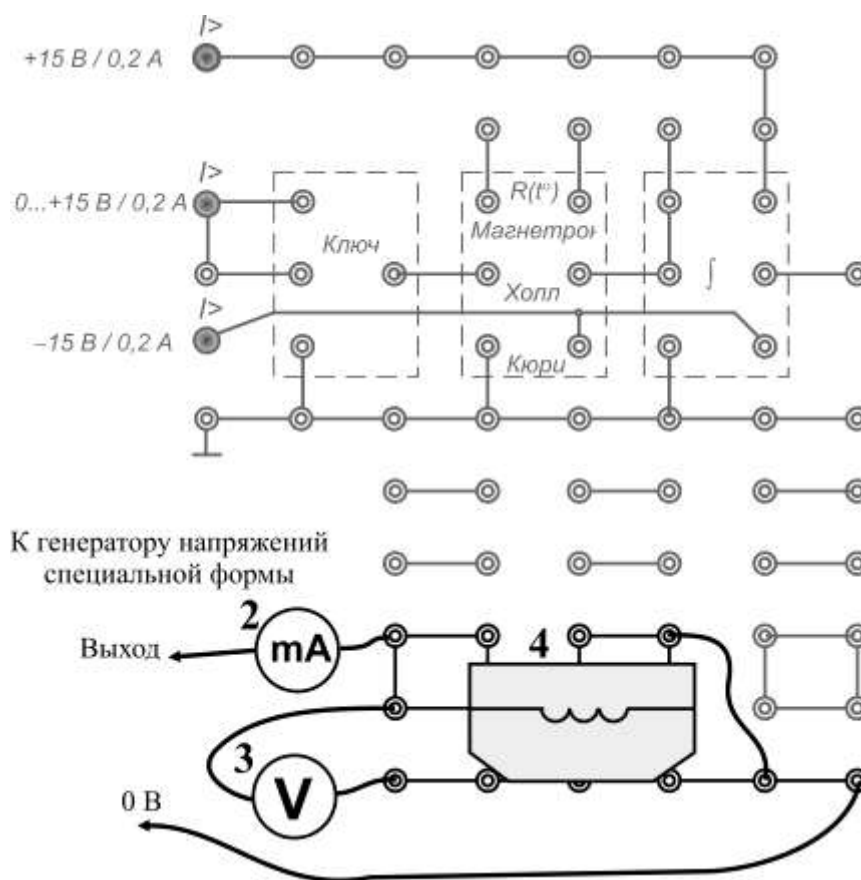 I>
+15 В / 0,2 А
I>
0...+15 В / 0,2 А
R(t°)
Магнетрон
Ключ
∫
Холл
I>
–15 В / 0,2 А
Кюри
К генератору напряжений
специальной формы
2
mA
4
Выход
3
V
0 В